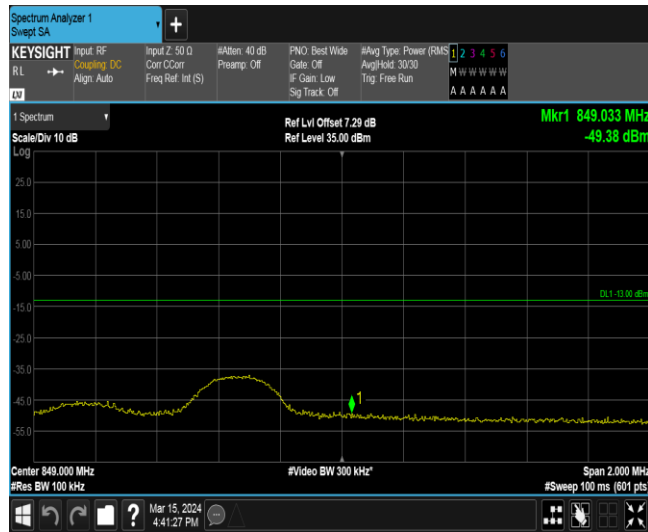 Spectrum Analyzer 1
Swept SA
+
KEYSIGHT
RL
LXI
Input: RF
Coupling: DC
Align: Auto
Input Z: 50 Ω
Corr CCorr
Freq Ref: Int (S)
#Atten: 40 dB
Preamp: Off
PNO: Best Wide
Gate: Off
IF Gain: Low
Sig Track: Off
#Avg Type: Power (RMS
Avg|Hold: 30/30
Trig: Free Run
1 2 3 4 5 6
M W W W W W
A A A A A A
1 Spectrum
Scale/Div 10 dB
Log
Ref Lvl Offset 7.29 dB
Ref Level 35.00 dBm
Mkr1 849.033 MHz
-49.38 dBm
25.0
15.0
5.00
-5.00
DL1 -13.00 dBm
-15.0
-25.0
-35.0
-45.0
1
-55.0
Center 849.000 MHz
#Res BW 100 kHz
#Video BW 300 kHz*
Span 2.000 MHz
#Sweep 100 ms (601 pts)
?
Mar 15, 2024
4:41:27 PM